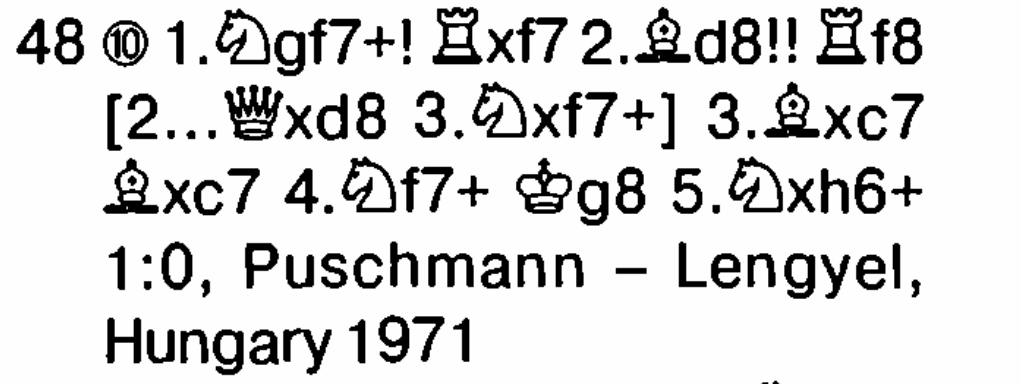 48 ⑩ 1.♘gf7+! ♖xf7 2.♗d8!! ♖f8
[2...♕xd8 3.♘xf7+] 3.♗xc7
♗xc7 4.♘f7+ ♔g8 5.♘xh6+
1:0, Puschmann – Lengyel,
Hungary 1971